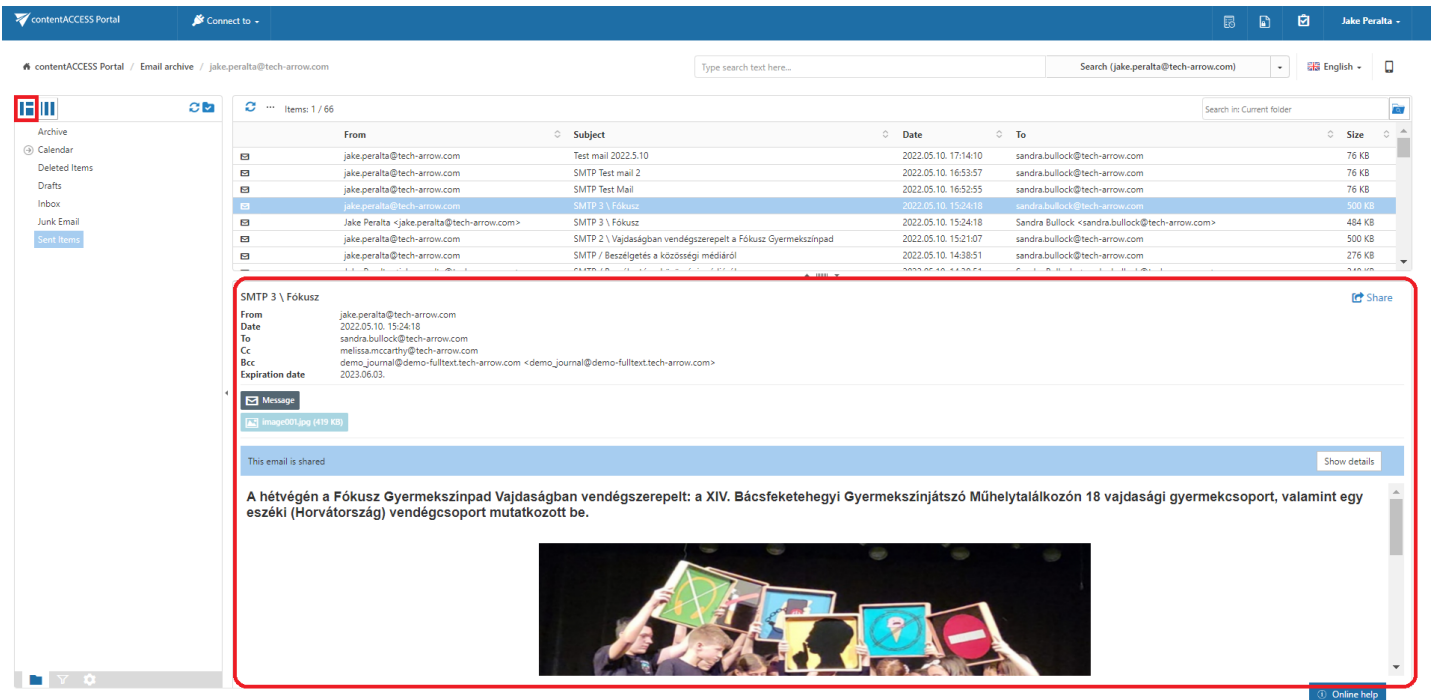 contentACCESS Portal
Connect to
Jake Peralta
contentACCESS Portal / Email archive / jake.peralta@tech-arrow.com
Type search text here...
Search (jake.peralta@tech-arrow.com)
English
Items: 1 / 66
Search in: Current folder
Archive
Calendar
Deleted Items
Drafts
Inbox
Junk Email
Sent Items
From Subject Date To Size
jake.peralta@tech-arrow.com Test mail 2022.5.10 2022.05.10. 17:14:10 sandra.bullock@tech-arrow.com 76 KB
jake.peralta@tech-arrow.com SMTP Test mail 2 2022.05.10. 16:53:57 sandra.bullock@tech-arrow.com 76 KB
jake.peralta@tech-arrow.com SMTP Test Mail 2022.05.10. 16:52:55 sandra.bullock@tech-arrow.com 76 KB
jake.peralta@tech-arrow.com SMTP 3 \ Fókusz 2022.05.10. 15:24:18 sandra.bullock@tech-arrow.com 500 KB
Jake Peralta <jake.peralta@tech-arrow.com> SMTP 3 \ Fókusz 2022.05.10. 15:24:18 Sandra Bullock <sandra.bullock@tech-arrow.com> 484 KB
jake.peralta@tech-arrow.com SMTP 2 \ Vajdaságban vendégszerepelt a Fókusz Gyermekszínpad 2022.05.10. 15:21:07 sandra.bullock@tech-arrow.com 500 KB
jake.peralta@tech-arrow.com SMTP / Beszélgetés a közösségi médiáról 2022.05.10. 14:38:51 sandra.bullock@tech-arrow.com 276 KB
SMTP 3 \ Fókusz
Share
From jake.peralta@tech-arrow.com
Date 2022.05.10. 15:24:18
To sandra.bullock@tech-arrow.com
Cc melissa.mccarthy@tech-arrow.com
Bcc demo_journal@demo-fulltext.tech-arrow.com <demo_journal@demo-fulltext.tech-arrow.com>
Expiration date 2023.06.03.
Message
image001.jpg (419 KB)
This email is shared
Show details
A hétvégén a Fókusz Gyermekszínpad Vajdaságban vendégszerepelt: a XIV. Bácsfeketehegyi Gyermekszínjátszó Műhelytalálkozón 18 vajdasági gyermekcsoport, valamint egy
eszéki (Horvátország) vendégcsoport mutatkozott be.
Online help